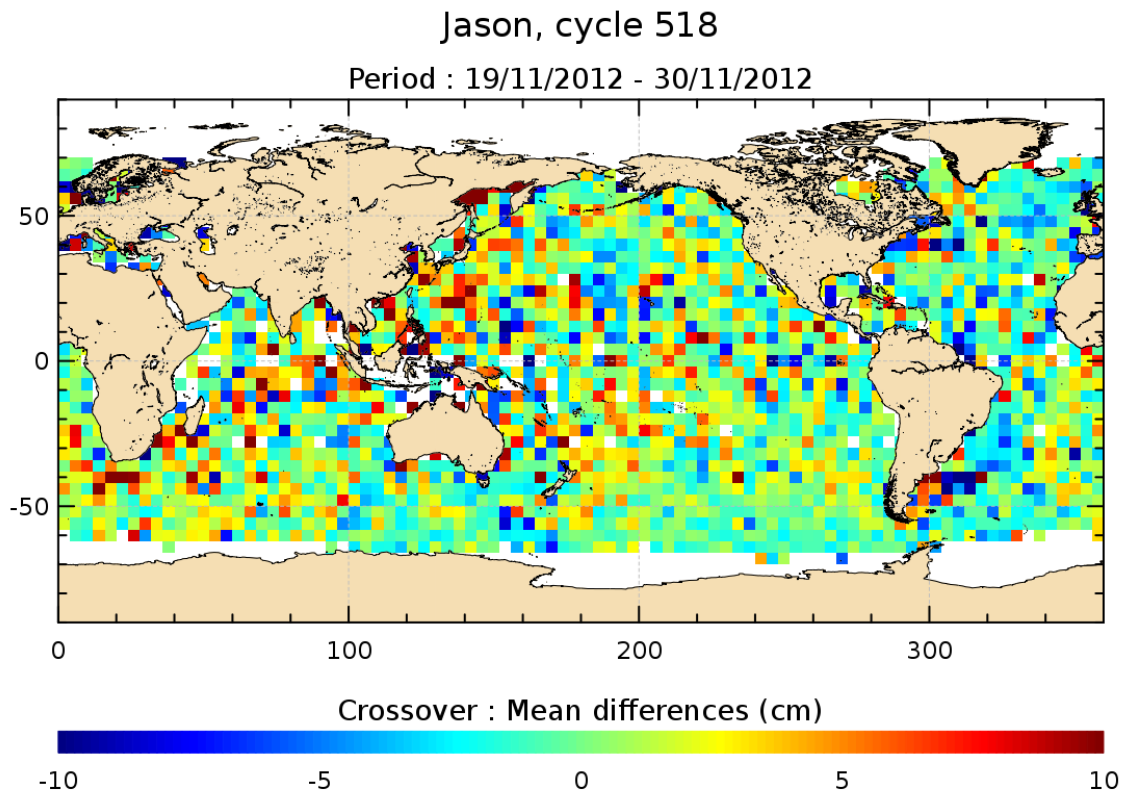 Jason, cycle 518
Period : 19/11/2012 - 30/11/2012
50
0
-50
0 100 200 300
Crossover : Mean differences (cm)
-10 -5 0 5 10